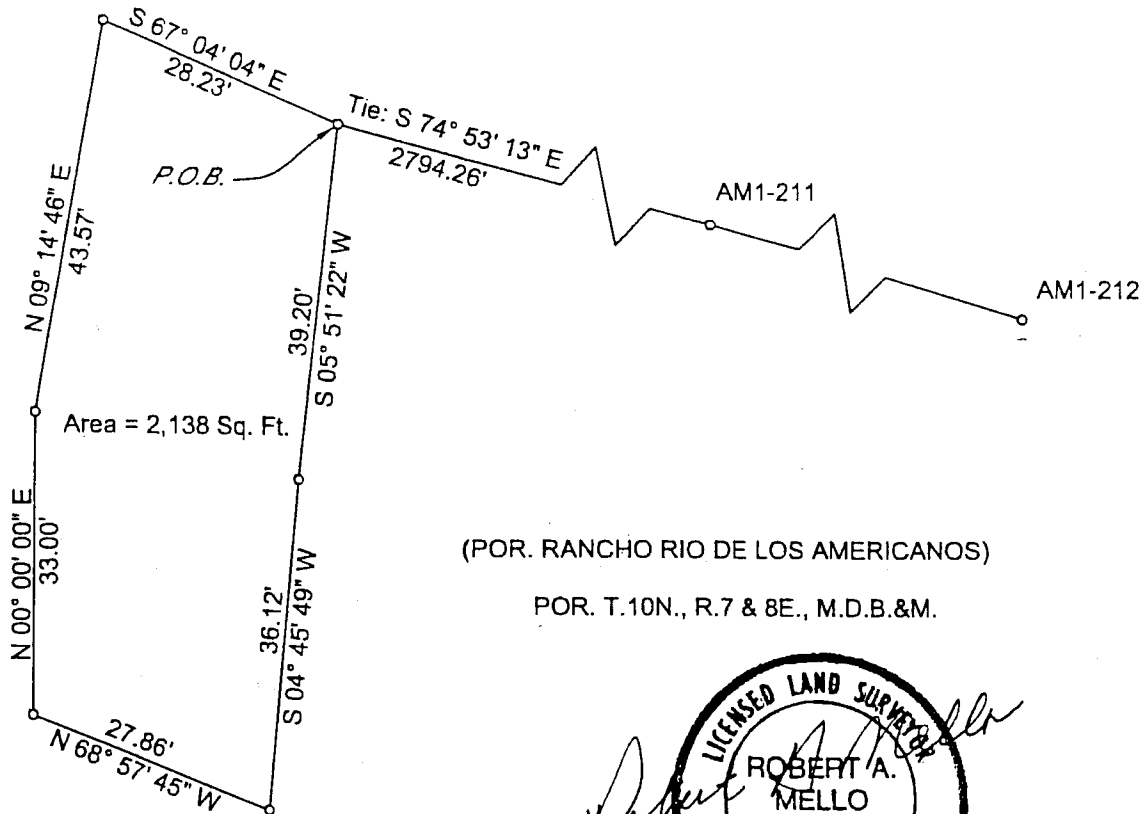 S 67° 04' 04" E
28.23'
Tie: S 74° 53' 13" E
2794.26'
P.O.B.
AM1-211
AM1-212
N 09° 14' 46" E
43.57'
39.20'
S 05° 51' 22" W
Area = 2,138 Sq. Ft.
N 00° 00' 00" E
33.00'
36.12'
S 04° 45' 49" W
27.86'
N 68° 57' 45" W
(POR. RANCHO RIO DE LOS AMERICANOS)
POR. T.10N., R.7 & 8E., M.D.B.&M.
LICENSED LAND SURVEYOR
ROBERT A.
MELLO
Robert A Mello